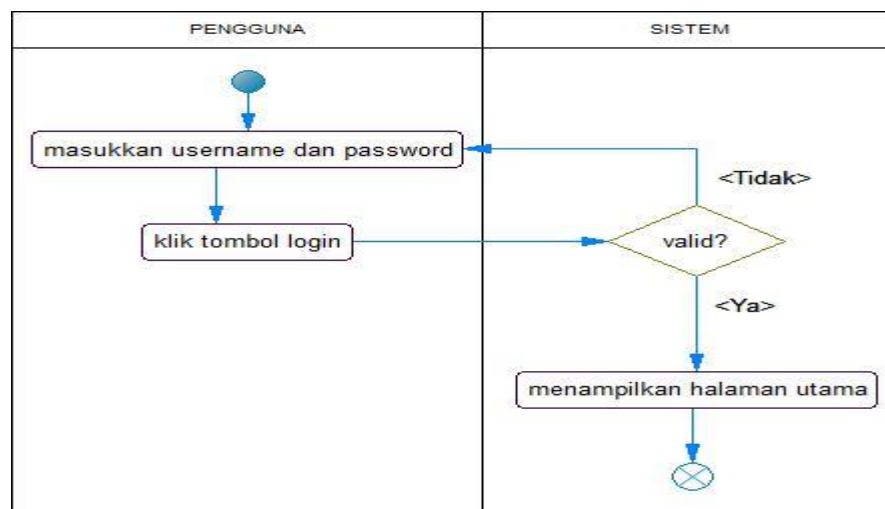 PENGGUNA
SISTEM
masukkan username dan password
<Tidak>
klik tombol login
valid?
<Ya>
menampilkan halaman utama